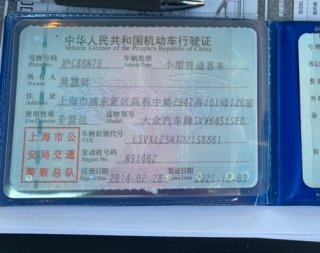 中华人民共和国机动车行驶证
Vehicle License of the People's Republic of China
号牌号码 沪C86N79 车辆类型 小型普通客车
Plate No. Vehicle Type
所有人
Owner
住址 上海市浦东新区高科中路2947弄101号126室
Address
使用性质 非营运 品牌型号 大众汽车牌SVW6451SED
Use Character Model
上海市公
安局交通
警察总队
车辆识别代号
VIN
发动机号码 N91462
Engine No.
注册日期 2014-02-28 发证日期
Register Date Issue Date